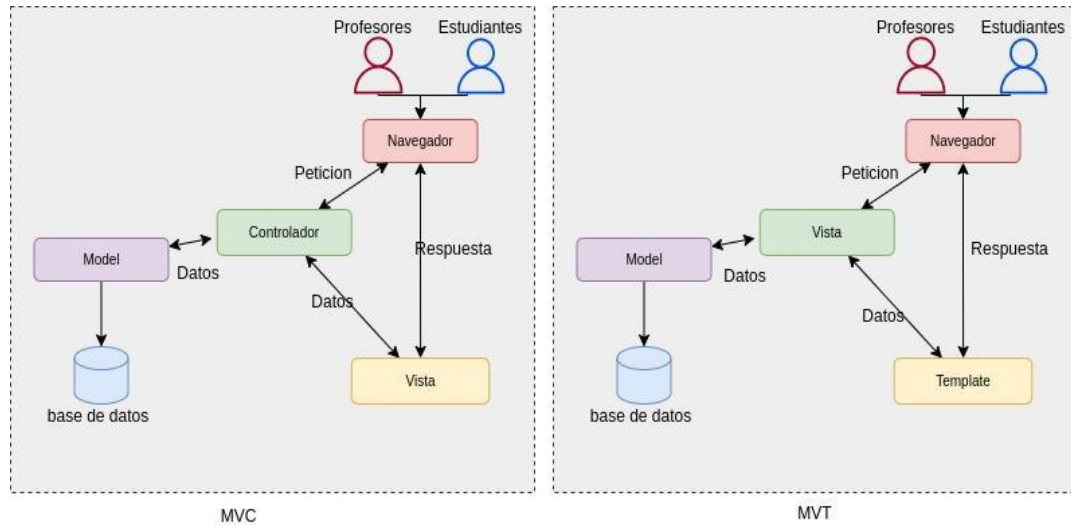 Profesores Estudiantes
Navegador
Peticion
Controlador
Model
Datos
Respuesta
Datos
Vista
base de datos
MVC
Profesores Estudiantes
Navegador
Peticion
Vista
Model
Datos
Respuesta
Datos
Template
base de datos
MVT